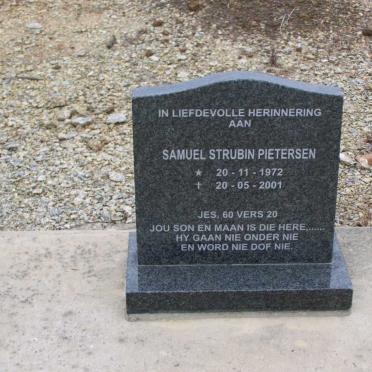 IN LIEFDEVOLLE HERINNERING
AAN
SAMUEL STRUBIN PIETERSEN
★ 20 - 11 - 1972
✝ 20 - 05 - 2001
JES. 60 VERS 20
JOU SON EN MAAN IS DIE HERE,......
HY GAAN NIE ONDER NIE
EN WORD NIE DOF NIE.